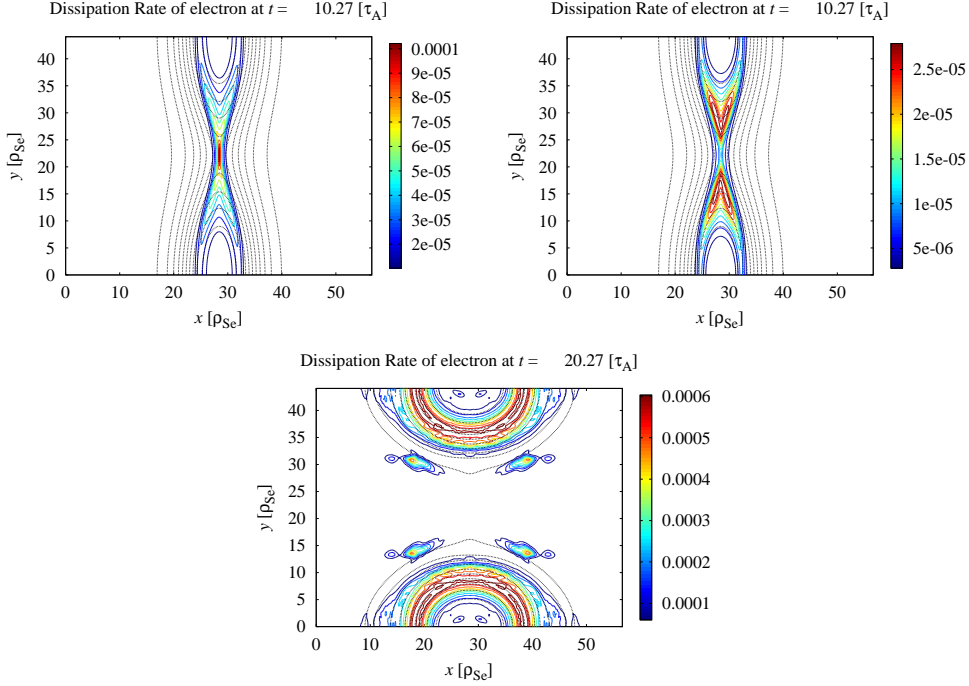 Dissipation Rate of electron at t = 10.27 [τA]
y [ρSe]
40
35
30
25
20
15
10
5
0
0 10 20 30 40 50
x [ρSe]
0.0001
9e-05
8e-05
7e-05
6e-05
5e-05
4e-05
3e-05
2e-05
Dissipation Rate of electron at t = 10.27 [τA]
y [ρSe]
40
35
30
25
20
15
10
5
0
0 10 20 30 40 50
x [ρSe]
2.5e-05
2e-05
1.5e-05
1e-05
5e-06
Dissipation Rate of electron at t = 20.27 [τA]
y [ρSe]
40
35
30
25
20
15
10
5
0
0 10 20 30 40 50
x [ρSe]
0.0006
0.0005
0.0004
0.0003
0.0002
0.0001